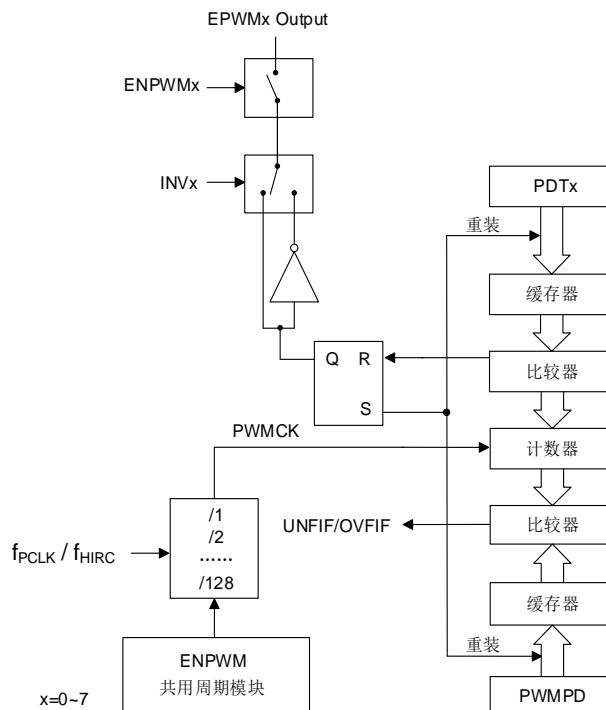 EPWMx Output
ENPWMx
INVx
PDTx
重装
缓存器
Q R
比较器
S
PWMCK
计数器
/1
/2
......
/128
UNFIF/OVFIF
比较器
fPCLK / fHIRC
缓存器
重装
ENPWM
共用周期模块
x=0~7
PWMPD